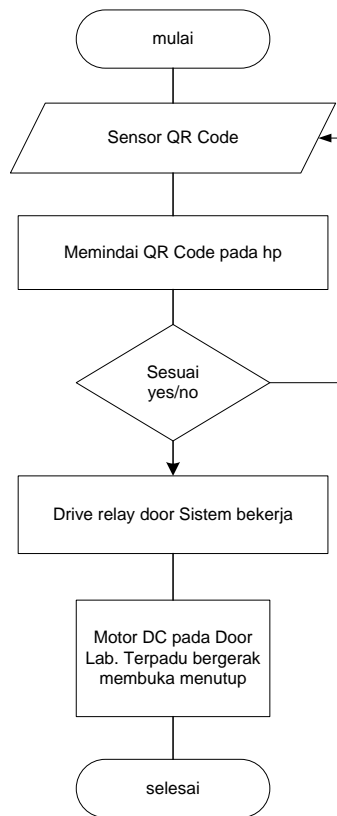 mulai
Sensor QR Code
Memindai QR Code pada hp
Sesuai
yes/no
Drive relay door Sistem bekerja
Motor DC pada Door
Lab. Terpadu bergerak
membuka menutup
selesai